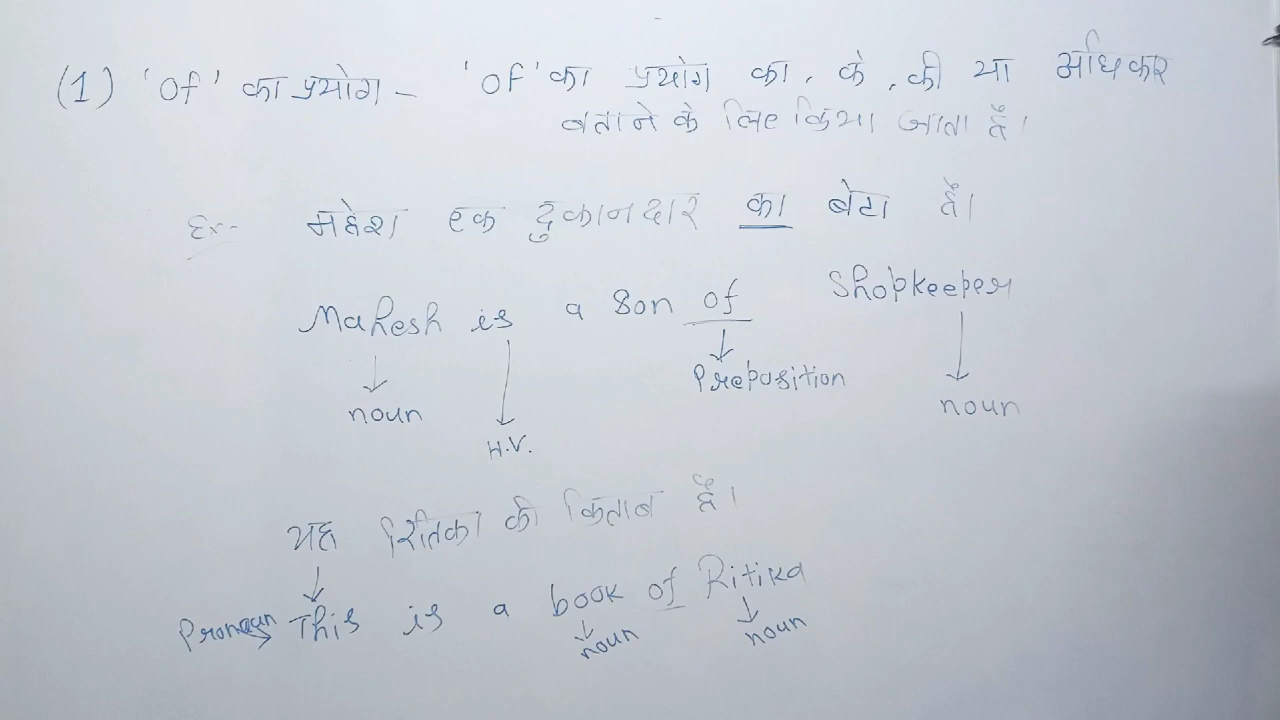 (1) 'of' का प्रयोग - 'of' का प्रयोग का, के, की या अधिकार
बताने के लिए किया जाता है।
Ex:- महेश एक दुकानदार का बेटा है।
Mahesh is a Son of Shopkeeper
Preposition
noun noun
H.V.
यह रितिका की किताब है।
Pronoun This is a book of Ritika
noun noun